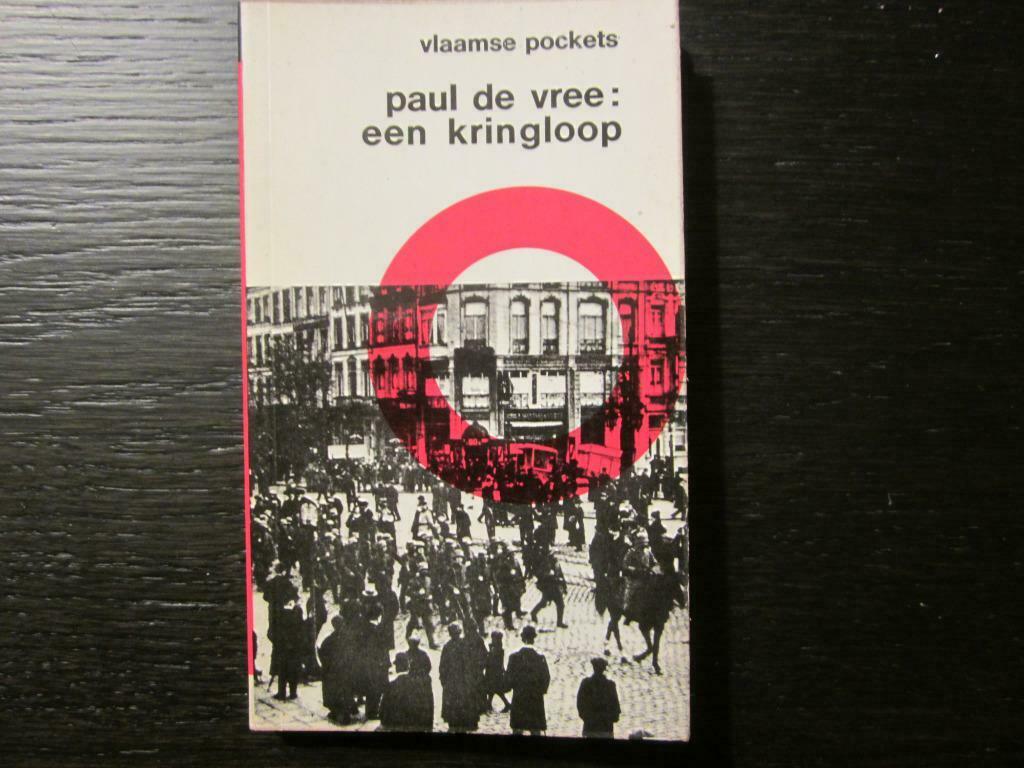 vlaamse pockets
paul de vree:
een kringloop